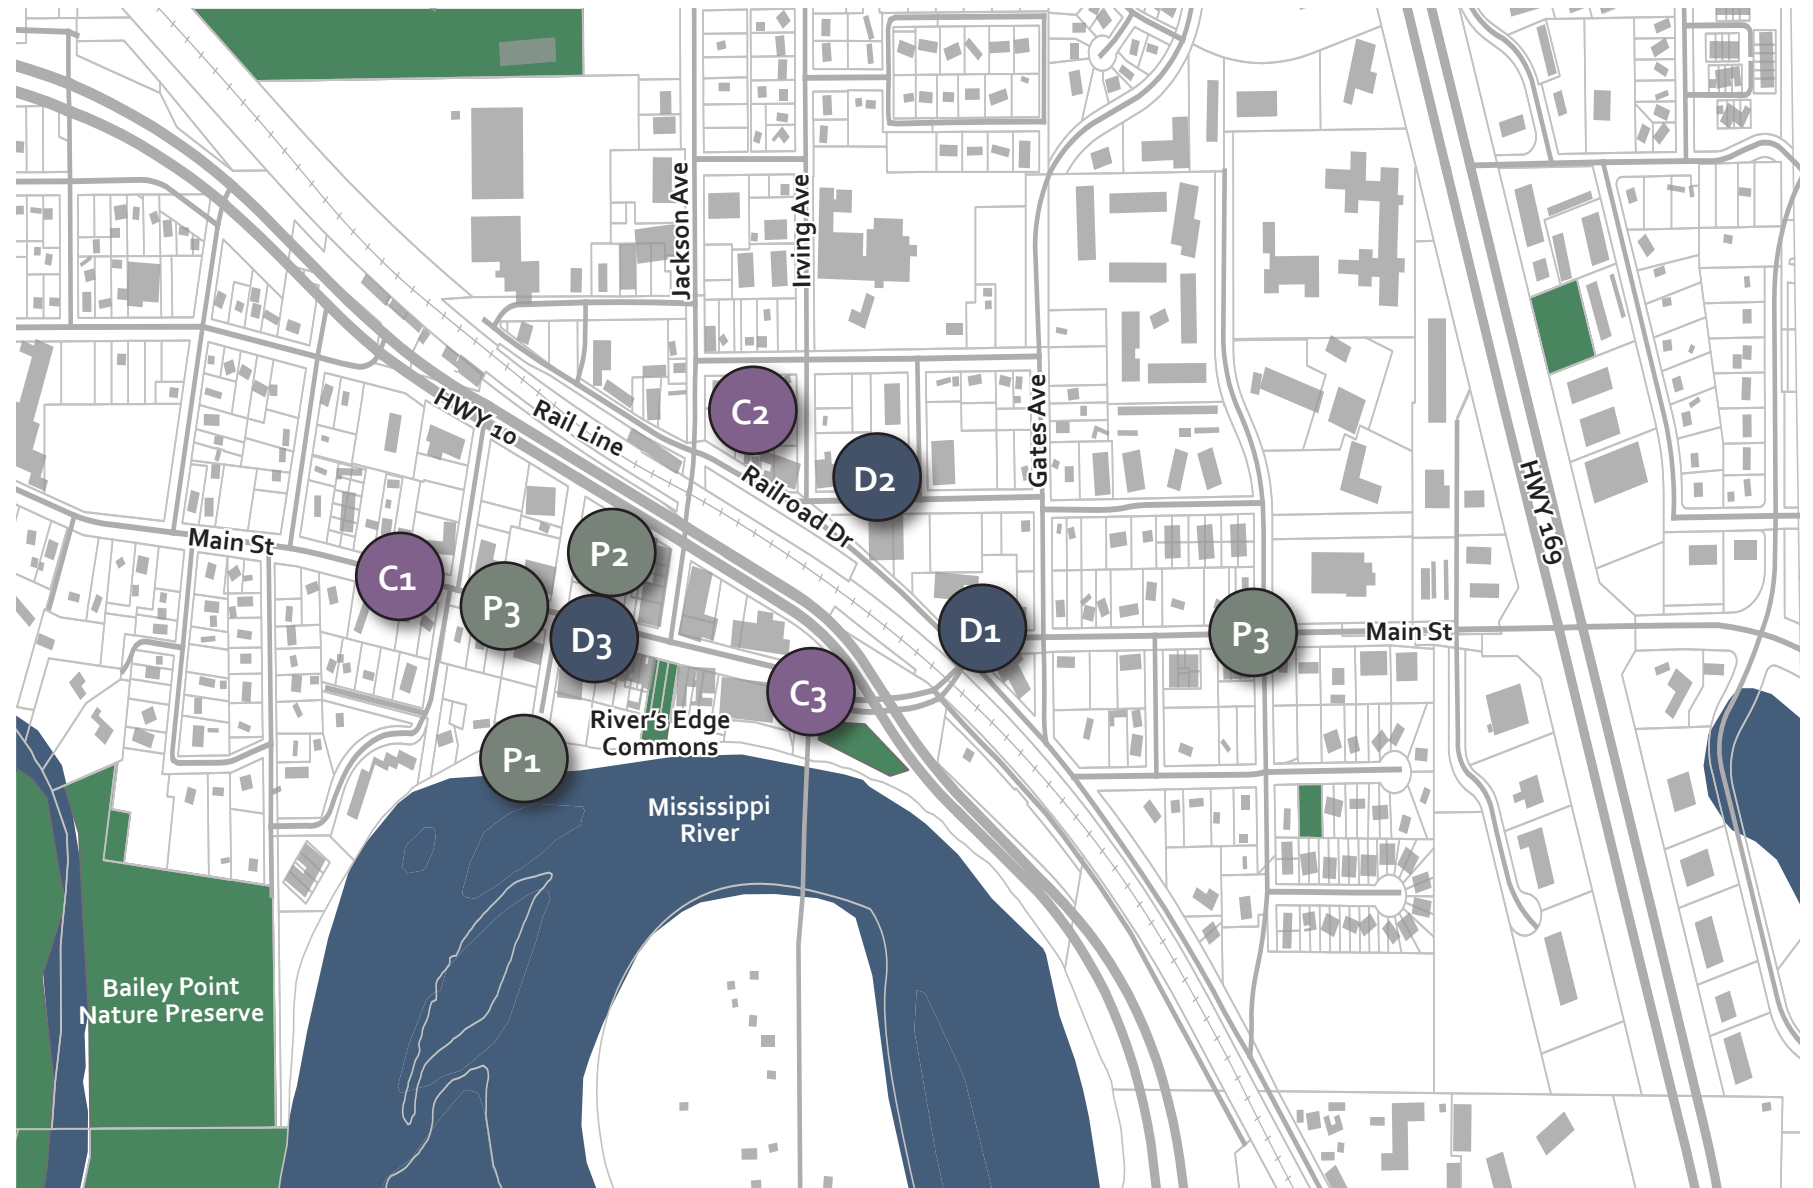 Jackson Ave
Irving Ave
C2
Gates Ave
HWY 10
Rail Line
D2
Railroad Dr
HWY 169
Main St
P2
C1
P3
D3
D1
P3
Main St
C3
River's Edge
Commons
P1
Mississippi
River
Bailey Point
Nature Preserve